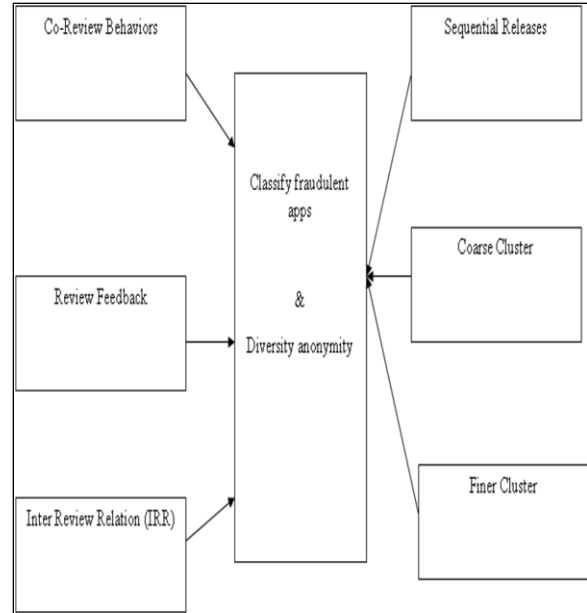 Co-Review Behaviors
Sequential Releases
Classify fraudulent
apps
&
Diversity anonymity
Review Feedback
Coarse Cluster
Inter Review Relation (IRR)
Finer Cluster